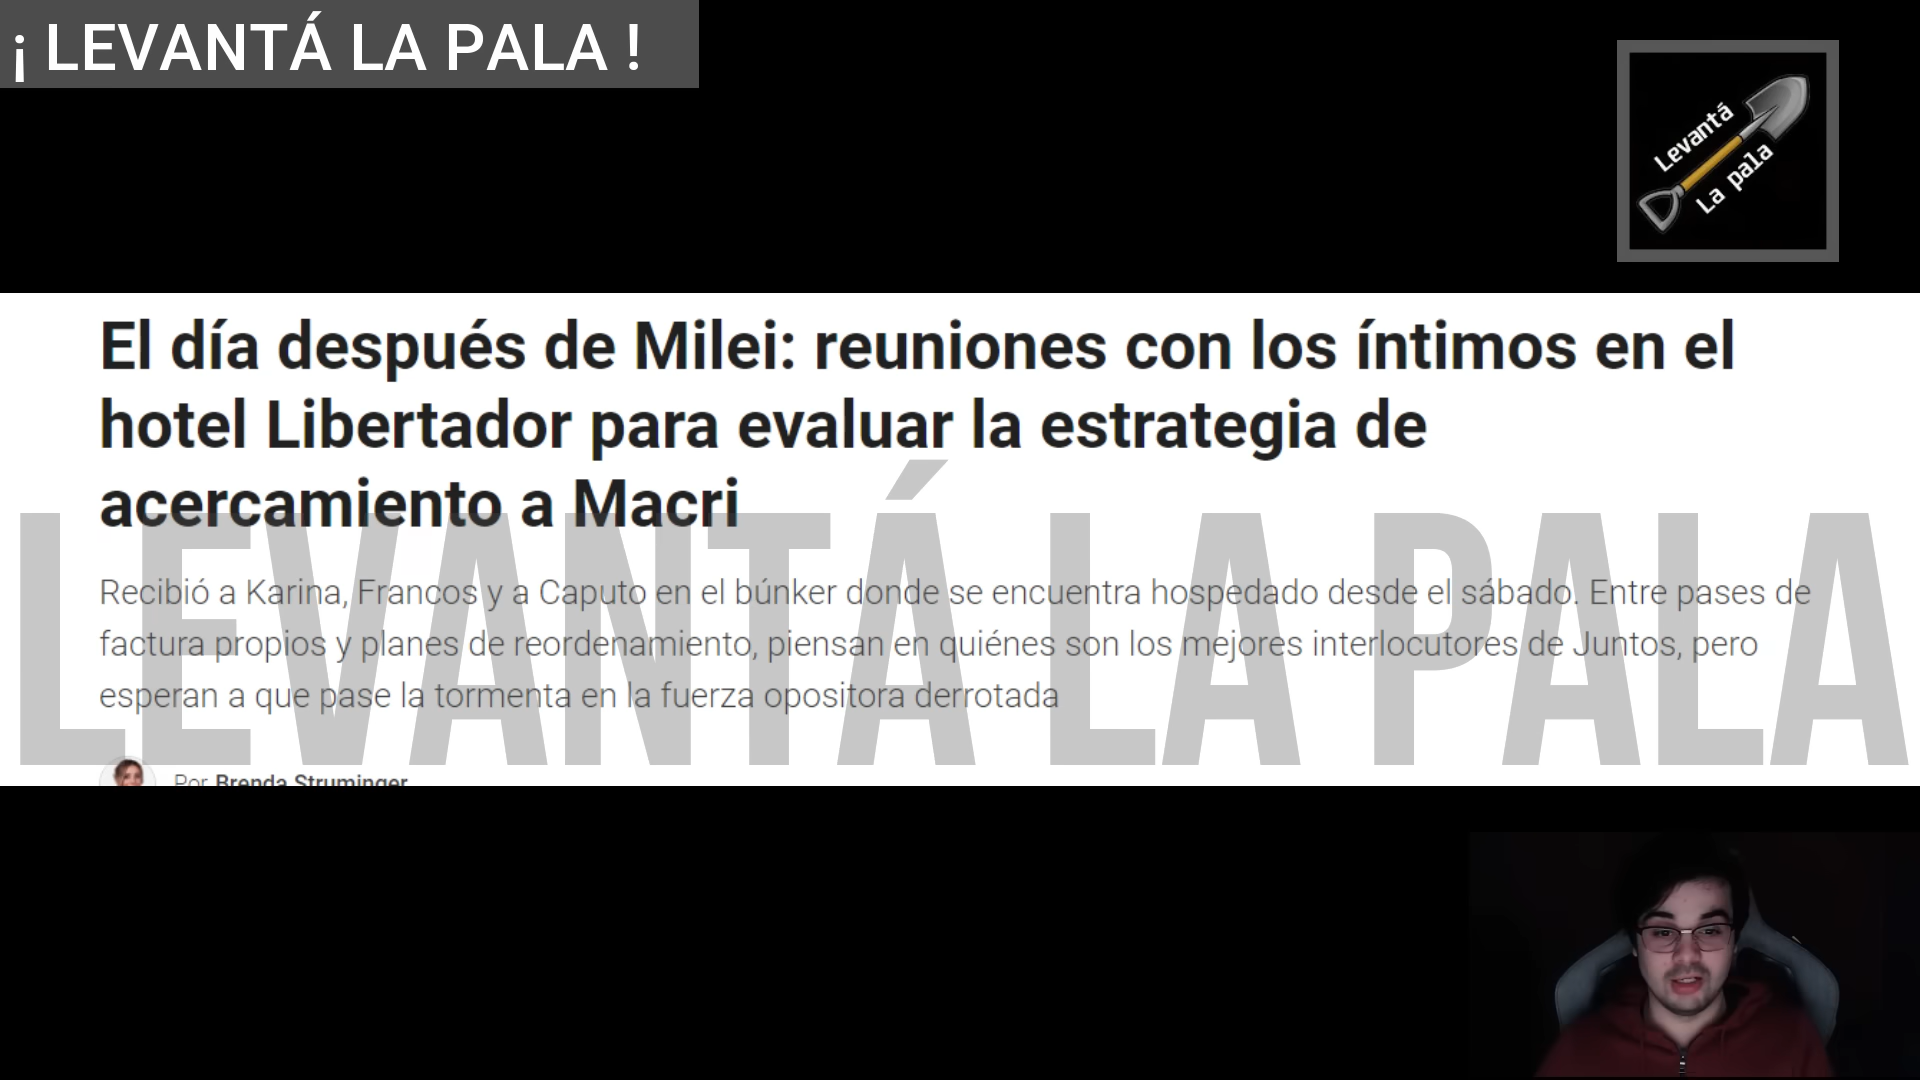 ¡ LEVANTÁ LA PALA !
Levantá
La pala
El día después de Milei: reuniones con los íntimos en el
hotel Libertador para evaluar la estrategia de
acercamiento a Macri
Recibió a Karina, Francos y a Caputo en el búnker donde se encuentra hospedado desde el sábado. Entre pases de
factura propios y planes de reordenamiento, piensan en quiénes son los mejores interlocutores de Juntos, pero
esperan a que pase la tormenta en la fuerza opositora derrotada
LEVANTÁ LA PALA
Por Brenda Struminger